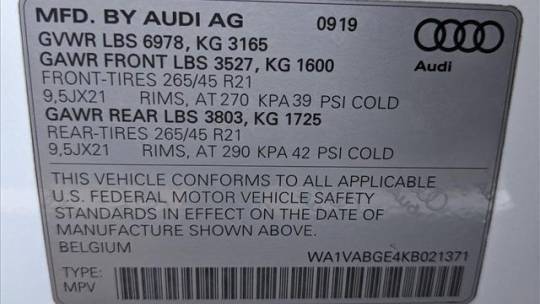 MFD. BY AUDI AG 0919
GVWR LBS 6978, KG 3165
GAWR FRONT LBS 3527, KG 1600
Audi
FRONT-TIRES 265/45 R21
9,5JX21 RIMS, AT 270 KPA 39 PSI COLD
GAWR REAR LBS 3803, KG 1725
REAR-TIRES 265/45 R21
9,5JX21 RIMS, AT 290 KPA 42 PSI COLD
THIS VEHICLE CONFORMS TO ALL APPLICABLE
U.S. FEDERAL MOTOR VEHICLE SAFETY
STANDARDS IN EFFECT ON THE DATE OF
MANUFACTURE SHOWN ABOVE.
BELGIUM WA1VABGE4KB021371
TYPE:
MPV